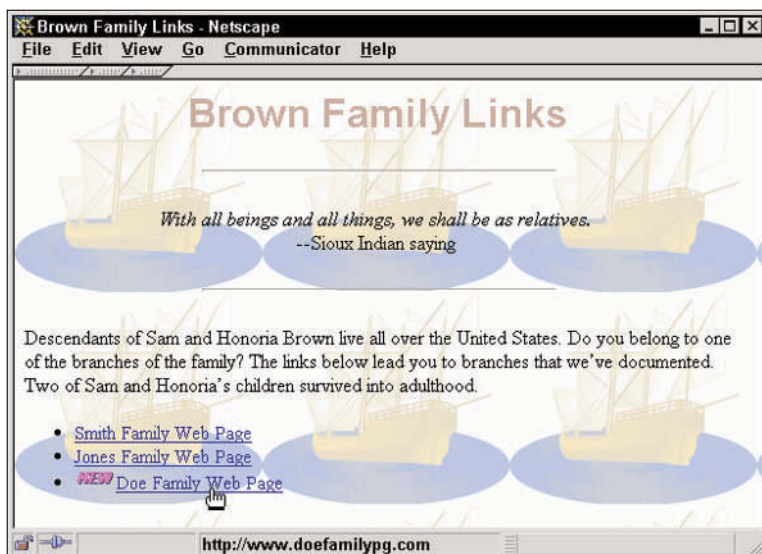 Brown Family Links - Netscape
File Edit View Go Communicator Help
Brown Family Links
With all beings and all things, we shall be as relatives.
--Sioux Indian saying
Descendants of Sam and Honoria Brown live all over the United States. Do you belong to one
of the branches of the family? The links below lead you to branches that we've documented.
Two of Sam and Honoria's children survived into adulthood.
• Smith Family Web Page
• Jones Family Web Page
• NEW Doe Family Web Page
http://www.doefamilypg.com